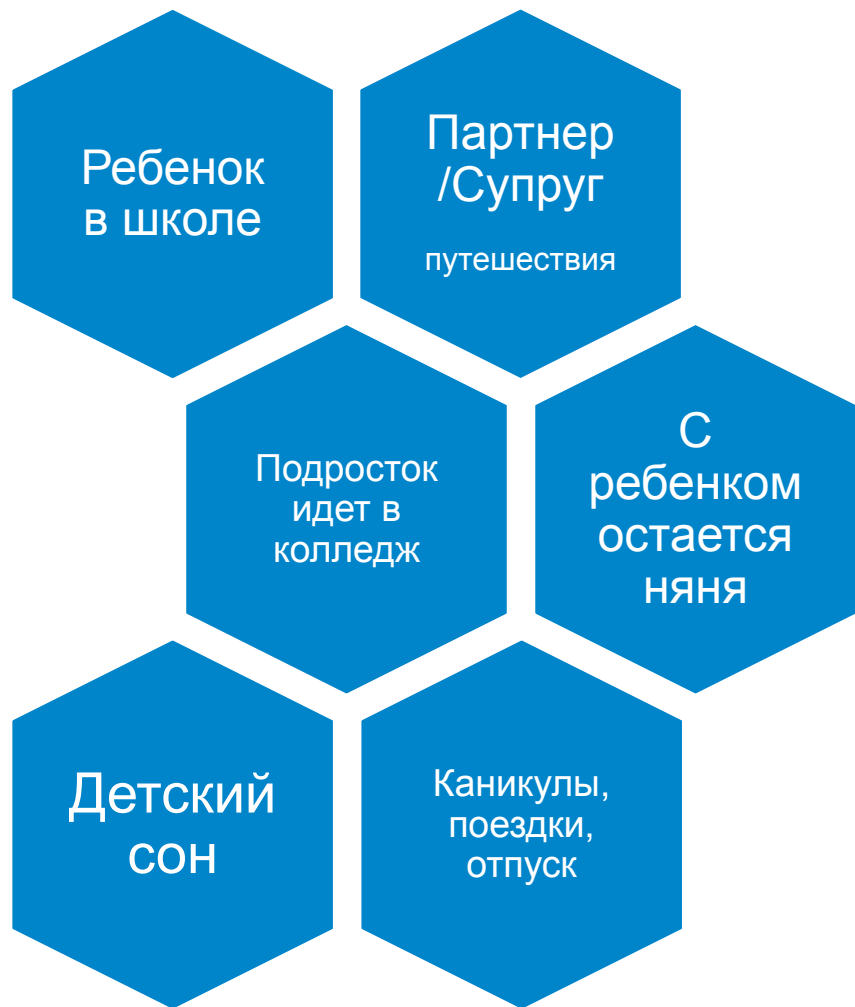 Ребенок
в школе
Партнер
/Супруг
путешествия
Подросток
идет в
колледж
С
ребенком
остается
няня
Детский
сон
Каникулы,
поездки,
отпуск